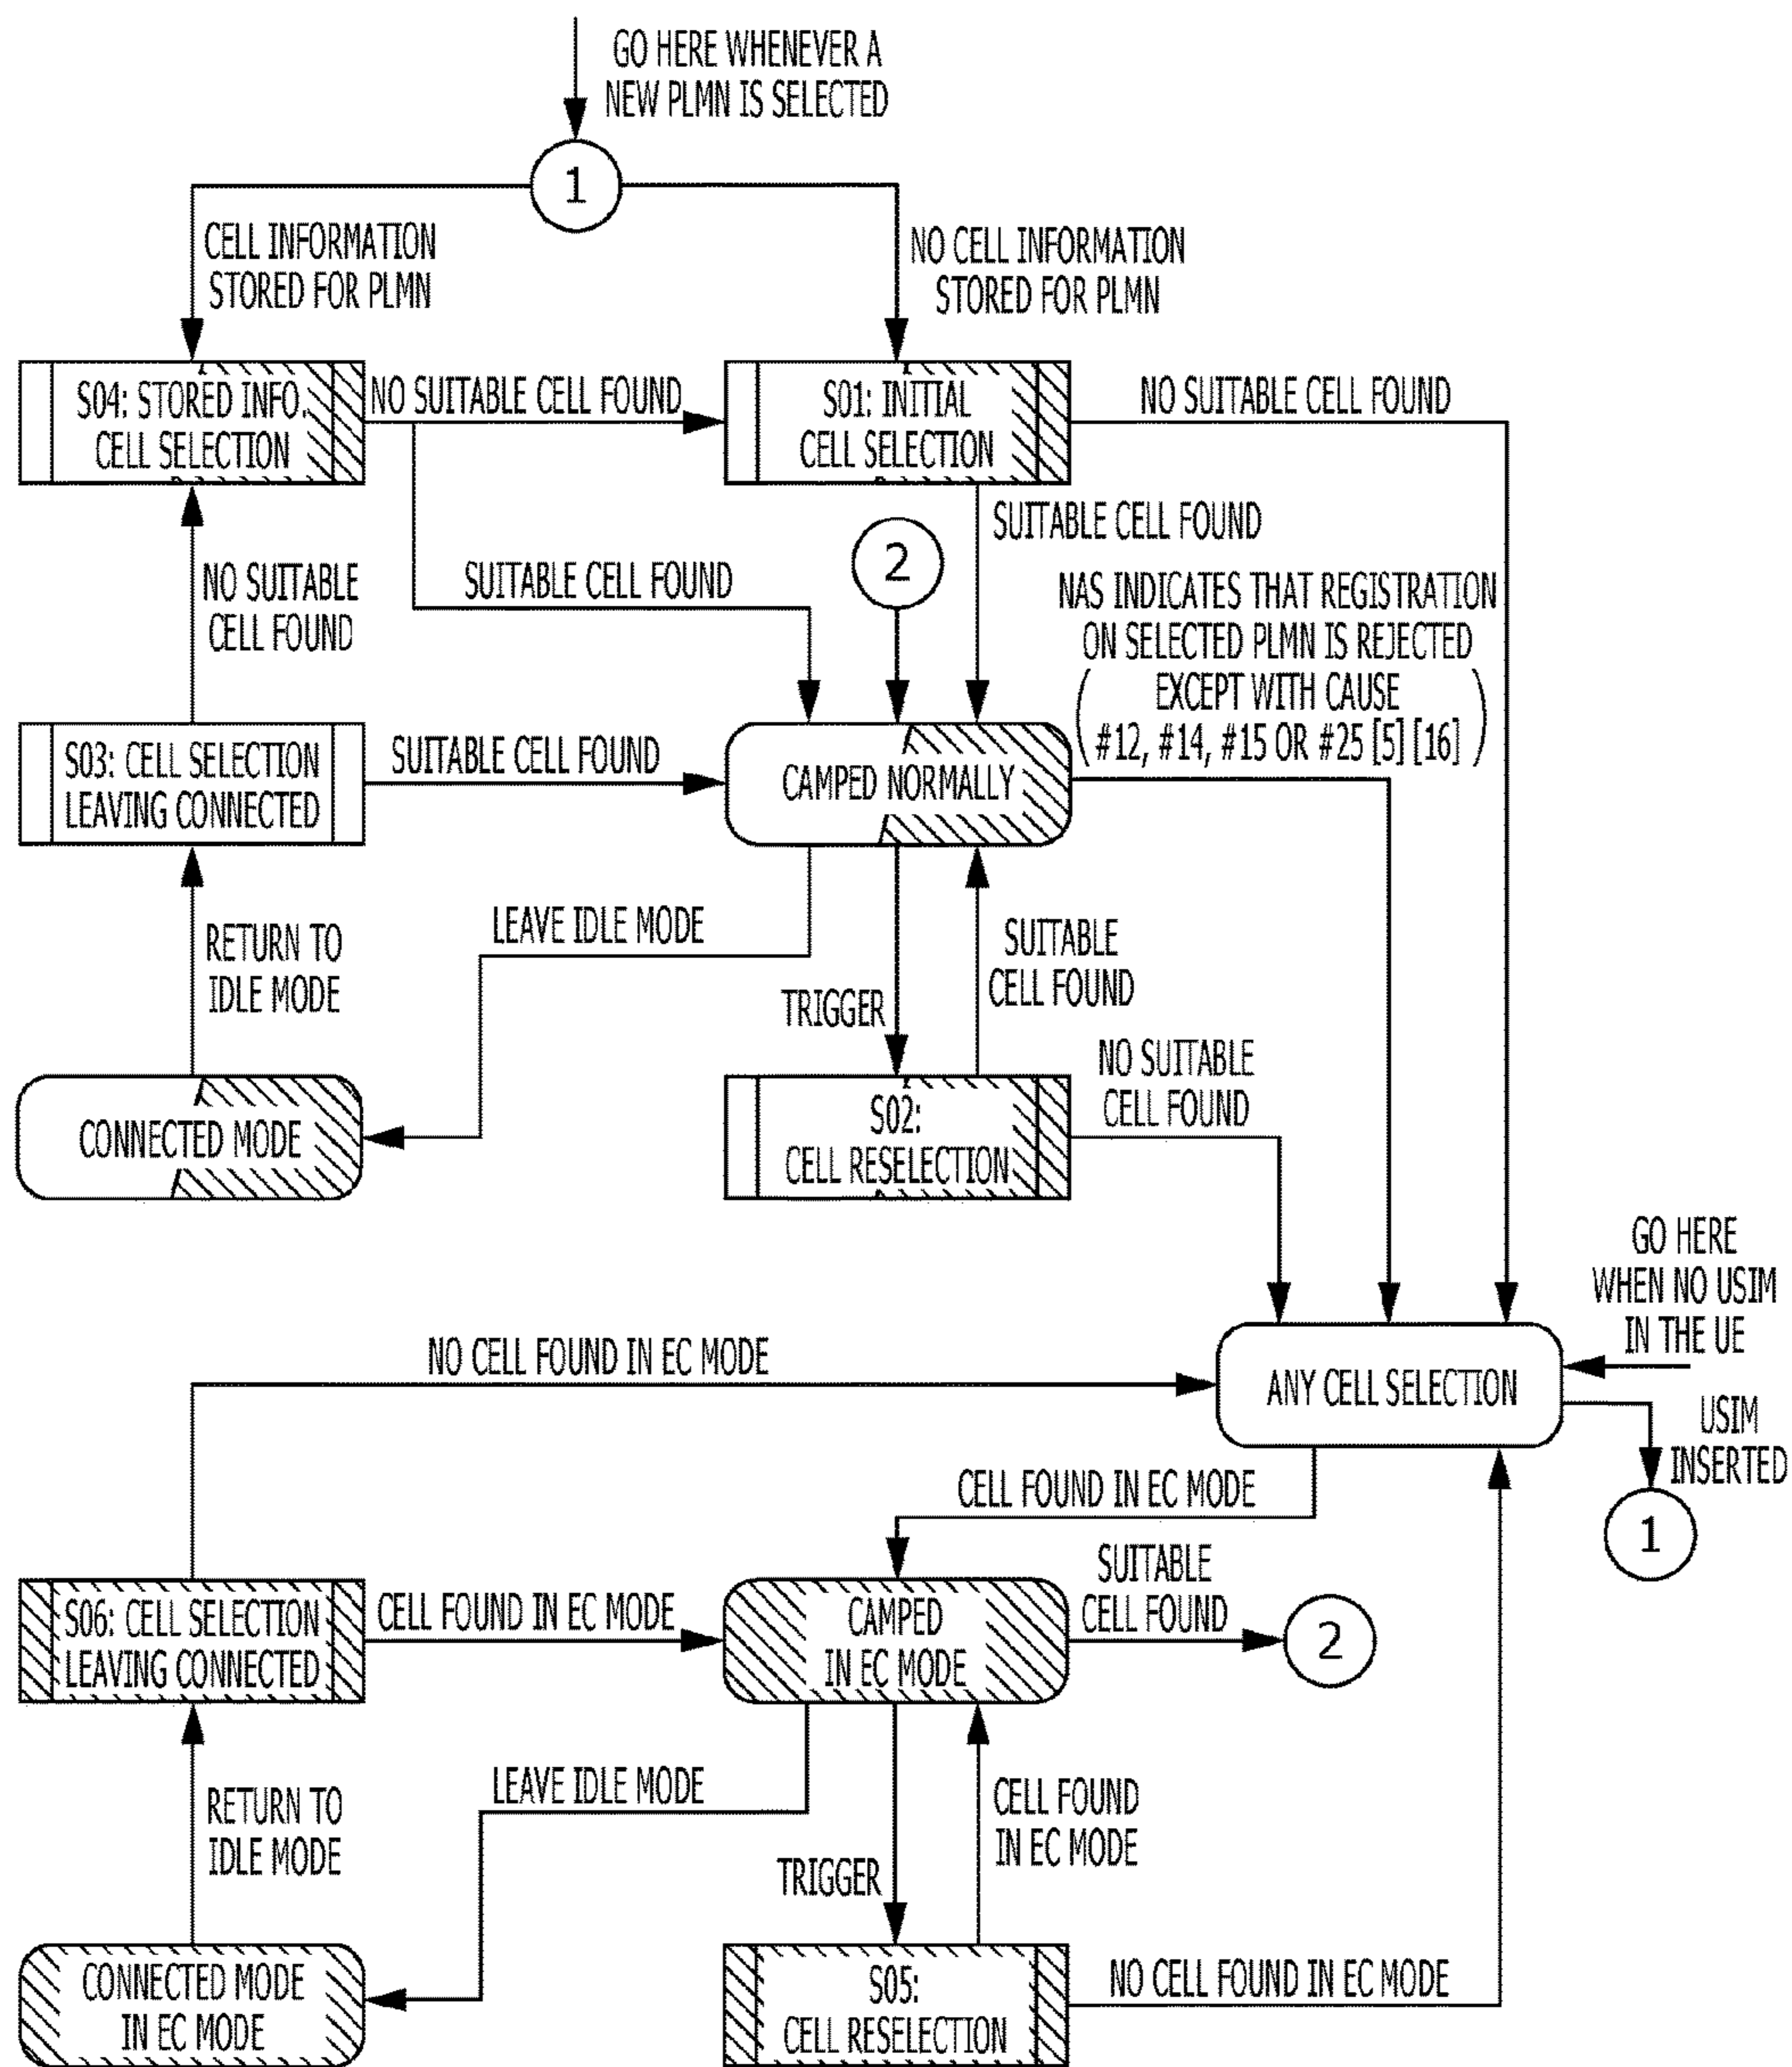 GO HERE WHENEVER A
NEW PLMN IS SELECTED
1
CELL INFORMATION
STORED FOR PLMN
NO CELL INFORMATION
STORED FOR PLMN
S04: STORED INFO.
CELL SELECTION
NO SUITABLE CELL FOUND
S01: INITIAL
CELL SELECTION
NO SUITABLE CELL FOUND
SUITABLE CELL FOUND
2
NO SUITABLE
CELL FOUND
SUITABLE CELL FOUND
NAS INDICATES THAT REGISTRATION
ON SELECTED PLMN IS REJECTED
( EXCEPT WITH CAUSE
#12, #14, #15 OR #25 [5] [16] )
S03: CELL SELECTION
LEAVING CONNECTED
SUITABLE CELL FOUND
CAMPED NORMALLY
RETURN TO
IDLE MODE
LEAVE IDLE MODE
TRIGGER
SUITABLE
CELL FOUND
NO SUITABLE
CELL FOUND
CONNECTED MODE
S02:
CELL RESELECTION
GO HERE
WHEN NO USIM
IN THE UE
NO CELL FOUND IN EC MODE
ANY CELL SELECTION
USIM
INSERTED
1
CELL FOUND IN EC MODE
S06: CELL SELECTION
LEAVING CONNECTED
CELL FOUND IN EC MODE
CAMPED
IN EC MODE
SUITABLE
CELL FOUND
2
RETURN TO
IDLE MODE
LEAVE IDLE MODE
TRIGGER
CELL FOUND
IN EC MODE
CONNECTED MODE
IN EC MODE
S05:
CELL RESELECTION
NO CELL FOUND IN EC MODE